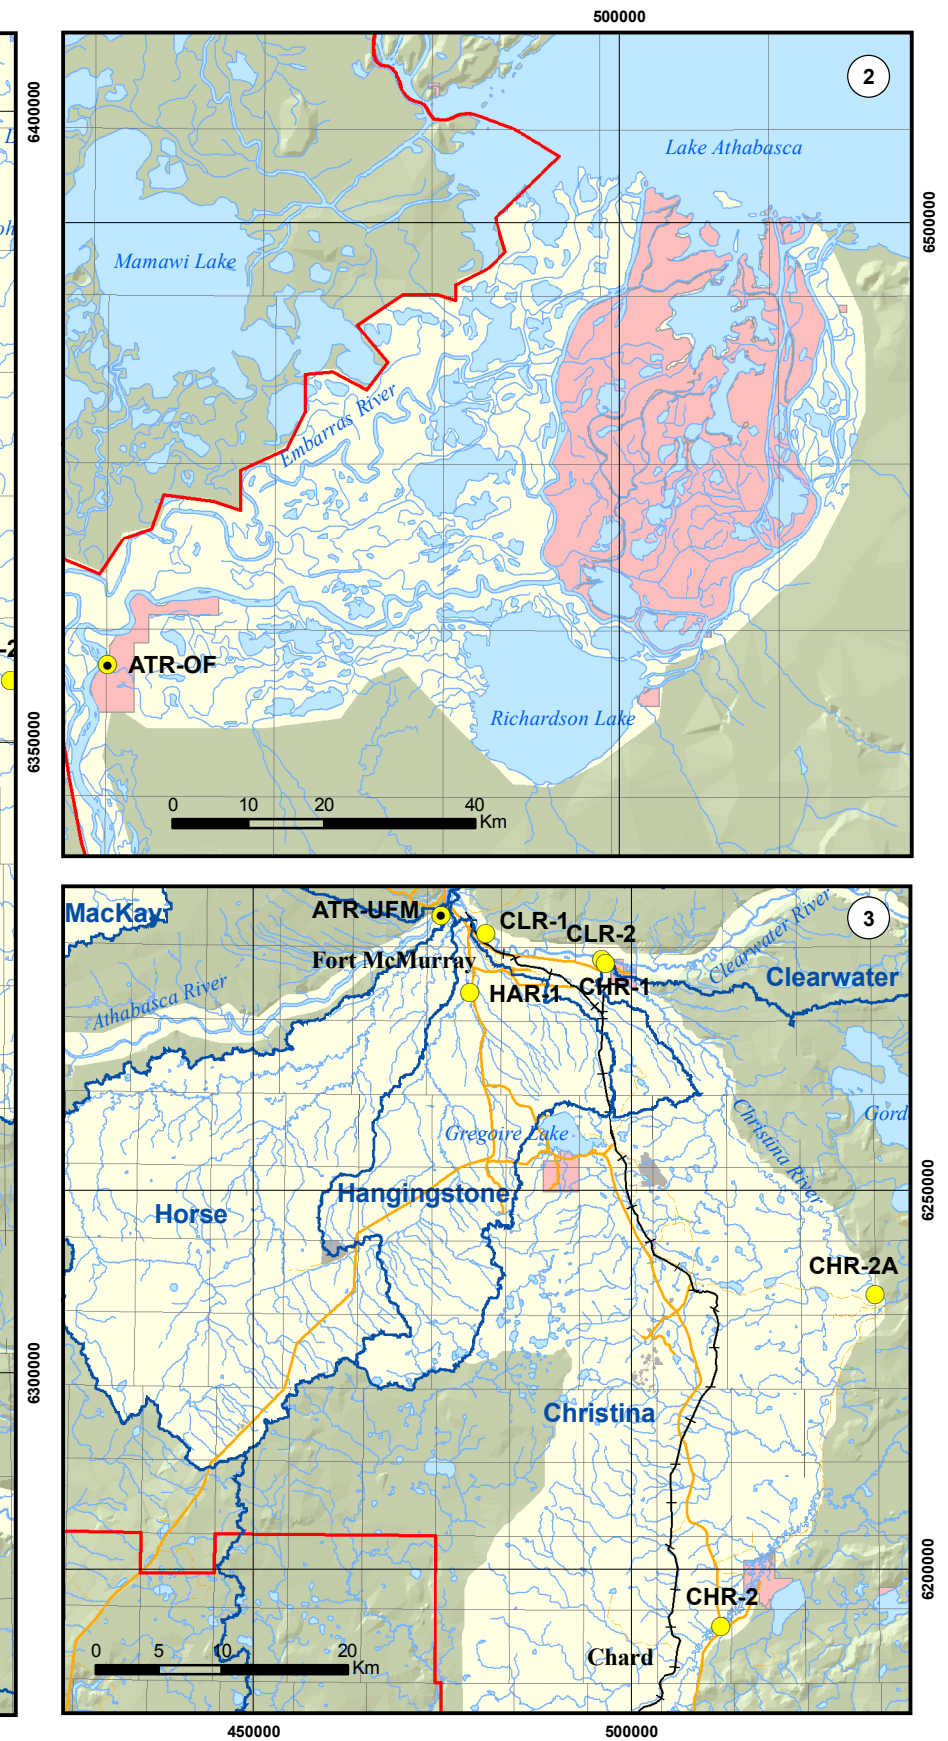 500000
2
6400000
Lake Athabasca
6500000
Mamawi Lake
Embarras River
-2
ATR-OF
Richardson Lake
6350000
0 10 20 40
Km
MacKay
ATR-UFM
CLR-1
CLR-2
3
Fort McMurray
Clearwater River
Clearwater
HAR-1
CHR-1
Athabasca River
Gregoire Lake
Christina River
Gord
Hangingstone
Horse
6250000
CHR-2A
6300000
Christina
CHR-2
6200000
Chard
0 5 10 20
Km
450000
500000